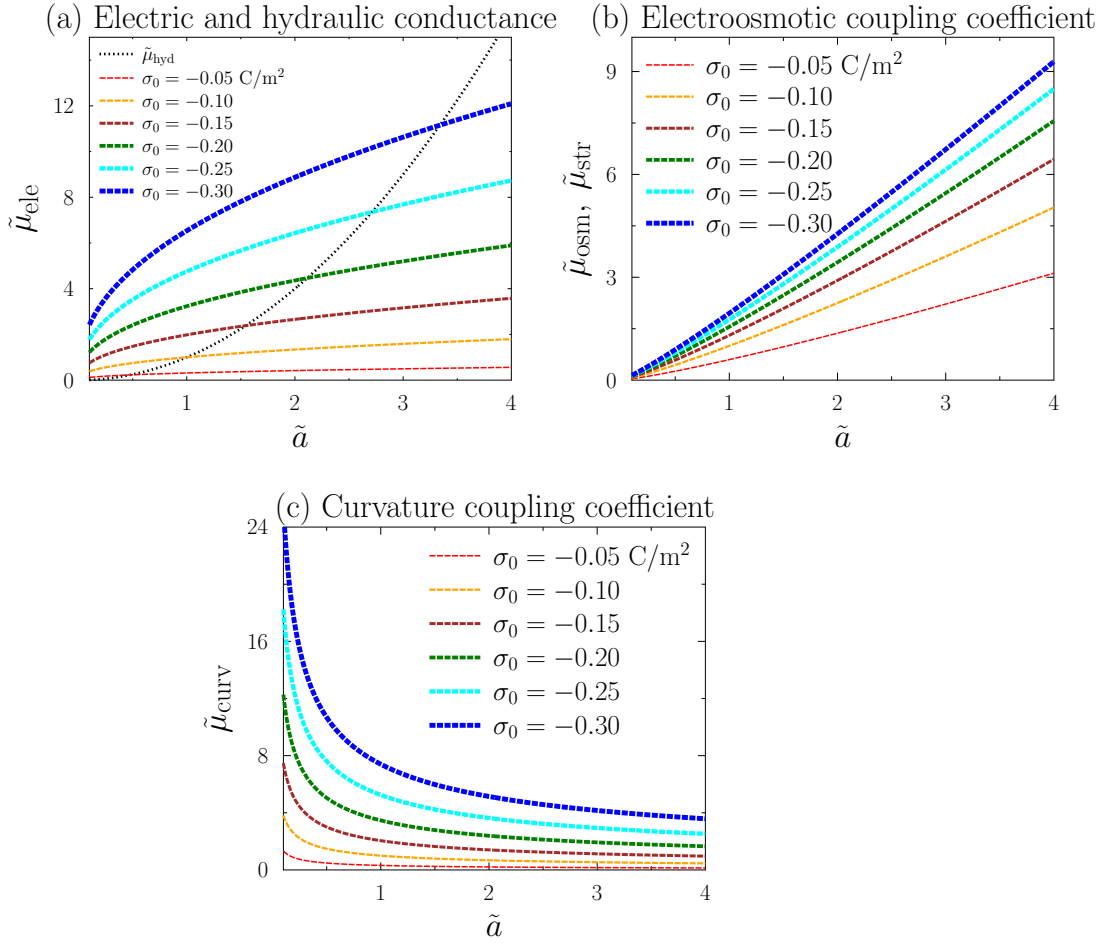 (a) Electric and hydraulic conductance
μ̃hyd
σ0 = −0.05 C/m²
σ0 = −0.10
σ0 = −0.15
σ0 = −0.20
σ0 = −0.25
σ0 = −0.30
12
8
4
0
μ̃ele
1 2 3 4
ã
(b) Electroosmotic coupling coefficient
σ0 = −0.05 C/m²
σ0 = −0.10
σ0 = −0.15
σ0 = −0.20
σ0 = −0.25
σ0 = −0.30
9
6
3
0
μ̃osm, μ̃str
1 2 3 4
ã
(c) Curvature coupling coefficient
σ0 = −0.05 C/m²
σ0 = −0.10
σ0 = −0.15
σ0 = −0.20
σ0 = −0.25
σ0 = −0.30
24
16
8
0
μ̃curv
1 2 3 4
ã